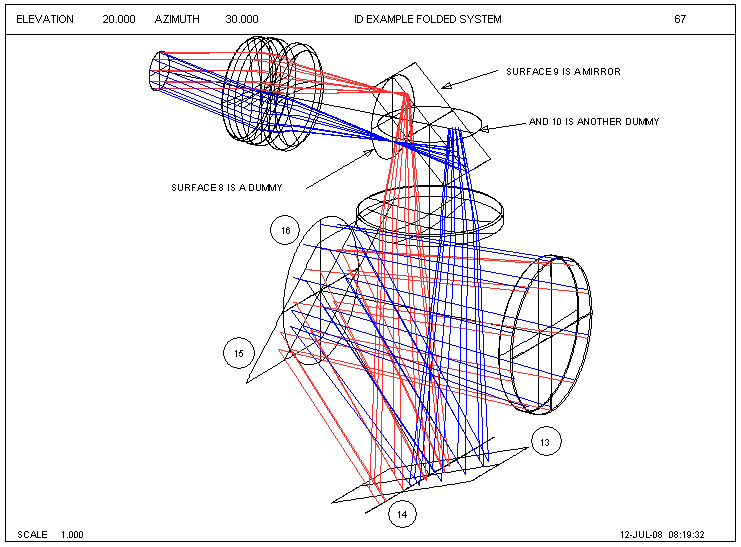 ELEVATION 20.000 AZIMUTH 30.000 ID EXAMPLE FOLDED SYSTEM 67
SURFACE 9 IS A MIRROR
AND 10 IS ANOTHER DUMMY
SURFACE 8 IS A DUMMY
16
15
13
14
SCALE 1.000 12-JUL-08 08:19:32